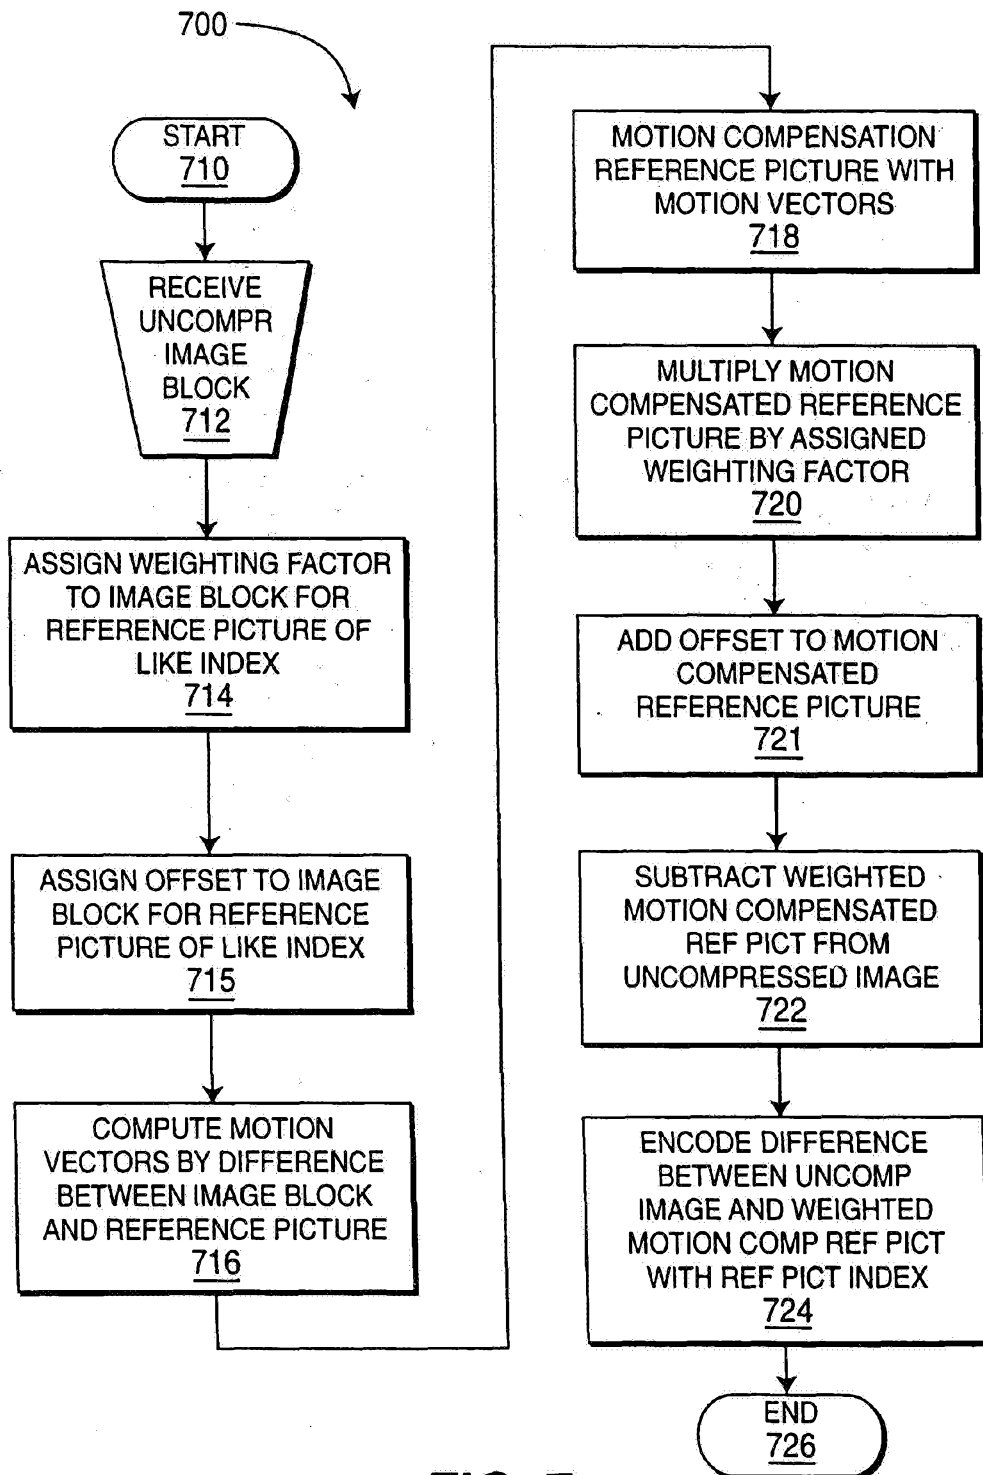 700
START
710
RECEIVE
UNCOMPR
IMAGE
BLOCK
712
ASSIGN WEIGHTING FACTOR
TO IMAGE BLOCK FOR
REFERENCE PICTURE OF
LIKE INDEX
714
ASSIGN OFFSET TO IMAGE
BLOCK FOR REFERENCE
PICTURE OF LIKE INDEX
715
COMPUTE MOTION
VECTORS BY DIFFERENCE
BETWEEN IMAGE BLOCK
AND REFERENCE PICTURE
716
MOTION COMPENSATION
REFERENCE PICTURE WITH
MOTION VECTORS
718
MULTIPLY MOTION
COMPENSATED REFERENCE
PICTURE BY ASSIGNED
WEIGHTING FACTOR
720
ADD OFFSET TO MOTION
COMPENSATED
REFERENCE PICTURE
721
SUBTRACT WEIGHTED
MOTION COMPENSATED
REF PICT FROM
UNCOMPRESSED IMAGE
722
ENCODE DIFFERENCE
BETWEEN UNCOMP
IMAGE AND WEIGHTED
MOTION COMP REF PICT
WITH REF PICT INDEX
724
END
726